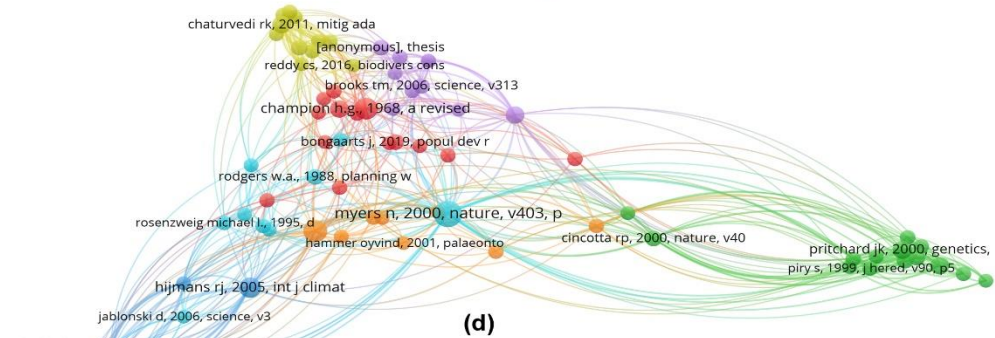 chaturvedi rk, 2011, mitig ada
[anonymous], thesis
reddy cs, 2016, biodivers cons
brooks tm, 2006, science, v313
champion h.g., 1968, a revised
bongaarts j, 2019, popul dev r
rodgers w.a., 1988, planning w
myers n, 2000, nature, v403, p
rosenzweig michael l., 1995, d
cincotta rp, 2000, nature, v40
hammer oyvind, 2001, palaeonto
pritchard jk, 2000, genetics,
piry s, 1999, j hered, v90, p5
hijmans rj, 2005, int j climat
jablonski d, 2006, science, v3
(d)